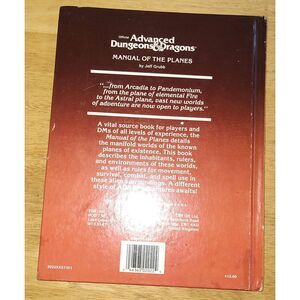 Official
Advanced
Dungeons&Dragons
MANUAL OF THE PLANES
by Jeff Grubb
"...from Arcadia to Pandemonium,
from the plane of elemental Fire
to the Astral plane, vast new worlds
of adventure are now open to players."
A vital source book for players and
DMs of all levels of experience, the
Manual of the Planes details
the manifold worlds of the known
planes of existence. This book
describes the inhabitants, rulers,
and environments of these worlds,
as well as rules for movement,
survival, combat, and spell use in
these alien surroundings. A different
style of AD&D adventures awaits!